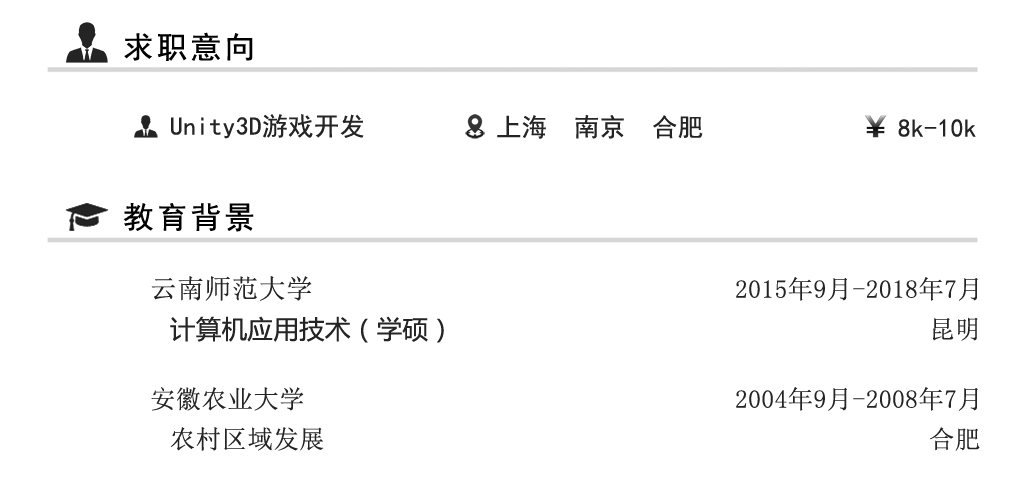 求职意向
Unity3D游戏开发 上海 南京 合肥 ¥ 8k-10k
教育背景
云南师范大学 2015年9月-2018年7月
计算机应用技术（学硕） 昆明
安徽农业大学 2004年9月-2008年7月
农村区域发展 合肥